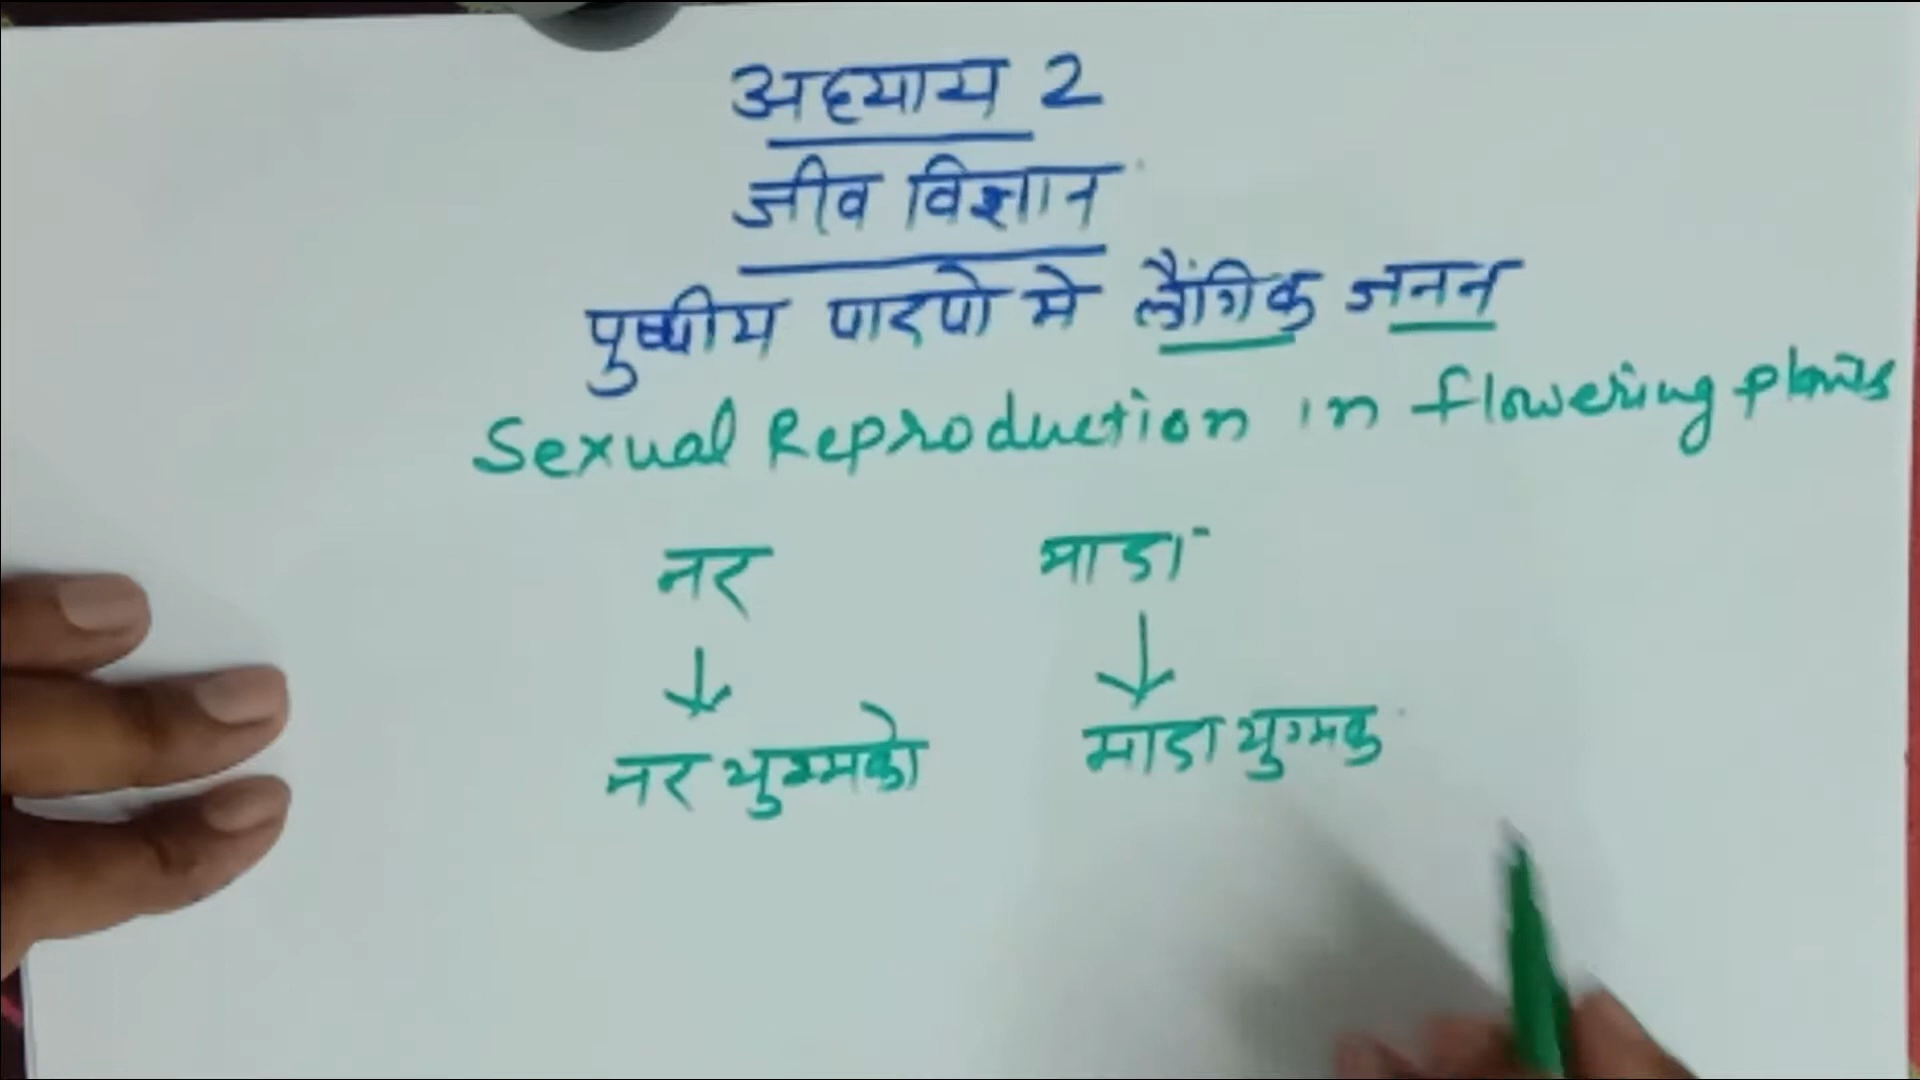 अध्याय 2
जीव विज्ञान
पुष्पीय पादपो मे लैंगिक जनन
Sexual Reproduction in flowering plants
नर माडा
नर युग्मको माडा युग्मक